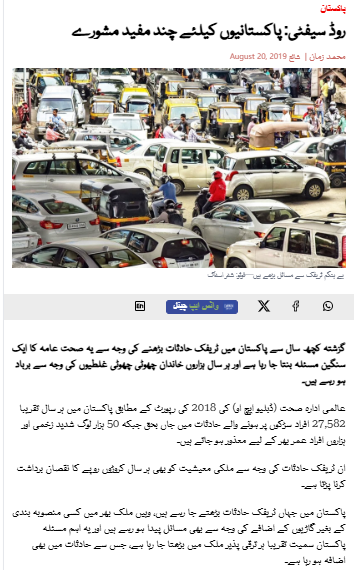 پاکستان
روڈ سیفٹی: پاکستانیوں کیلئے چند مفید مشورے
محمد زمان | شائع August 20, 2019
بے ہنگم ٹریفک سے مسائل بڑھے ہیں—فوٹو: شٹر اسٹاک
واٹس ایپ چینل
گزشتہ کچھ سال سے پاکستان میں ٹریفک حادثات بڑھنے کی وجہ سے یہ صحت عامہ کا ایک
سنگین مسئلہ بنتا جا رہا ہے اور ہر سال ہزاروں خاندان چھوٹی چھوٹی غلطیوں کی وجہ سے برباد
ہو رہے ہیں۔
عالمی ادارہ صحت (ڈبلیو ایچ او) کی 2018 کی رپورٹ کے مطابق پاکستان میں ہر سال تقریبا
27,582 افراد سڑکوں پر ہونے والے حادثات میں جاں بحق جبکہ 50 ہزار لوگ شدید زخمی اور
ہزاروں افراد عمر بھر کے لیے معذور ہو جاتے ہیں۔
ان ٹریفک حادثات کی وجہ سے ملکی معیشیت کو بھی ہر سال کروڑوں روپے کا نقصان برداشت
کرنا پڑتا ہے۔
پاکستان میں جہاں ٹریفک حادثات بڑھتے جا رہے ہیں، وہیں ملک بھر میں کسی منصوبہ بندی
کے بغیر گاڑیوں کے اضافے کی وجہ سے بھی مسائل پیدا ہو رہے ہیں اور یہ اہم مسئلہ
پاکستان سمیت تقریبا ہر ترقی پذیر ملک میں بڑھتا جا رہا ہے، جس سے حادثات میں بھی
اضافہ ہو رہا ہے۔